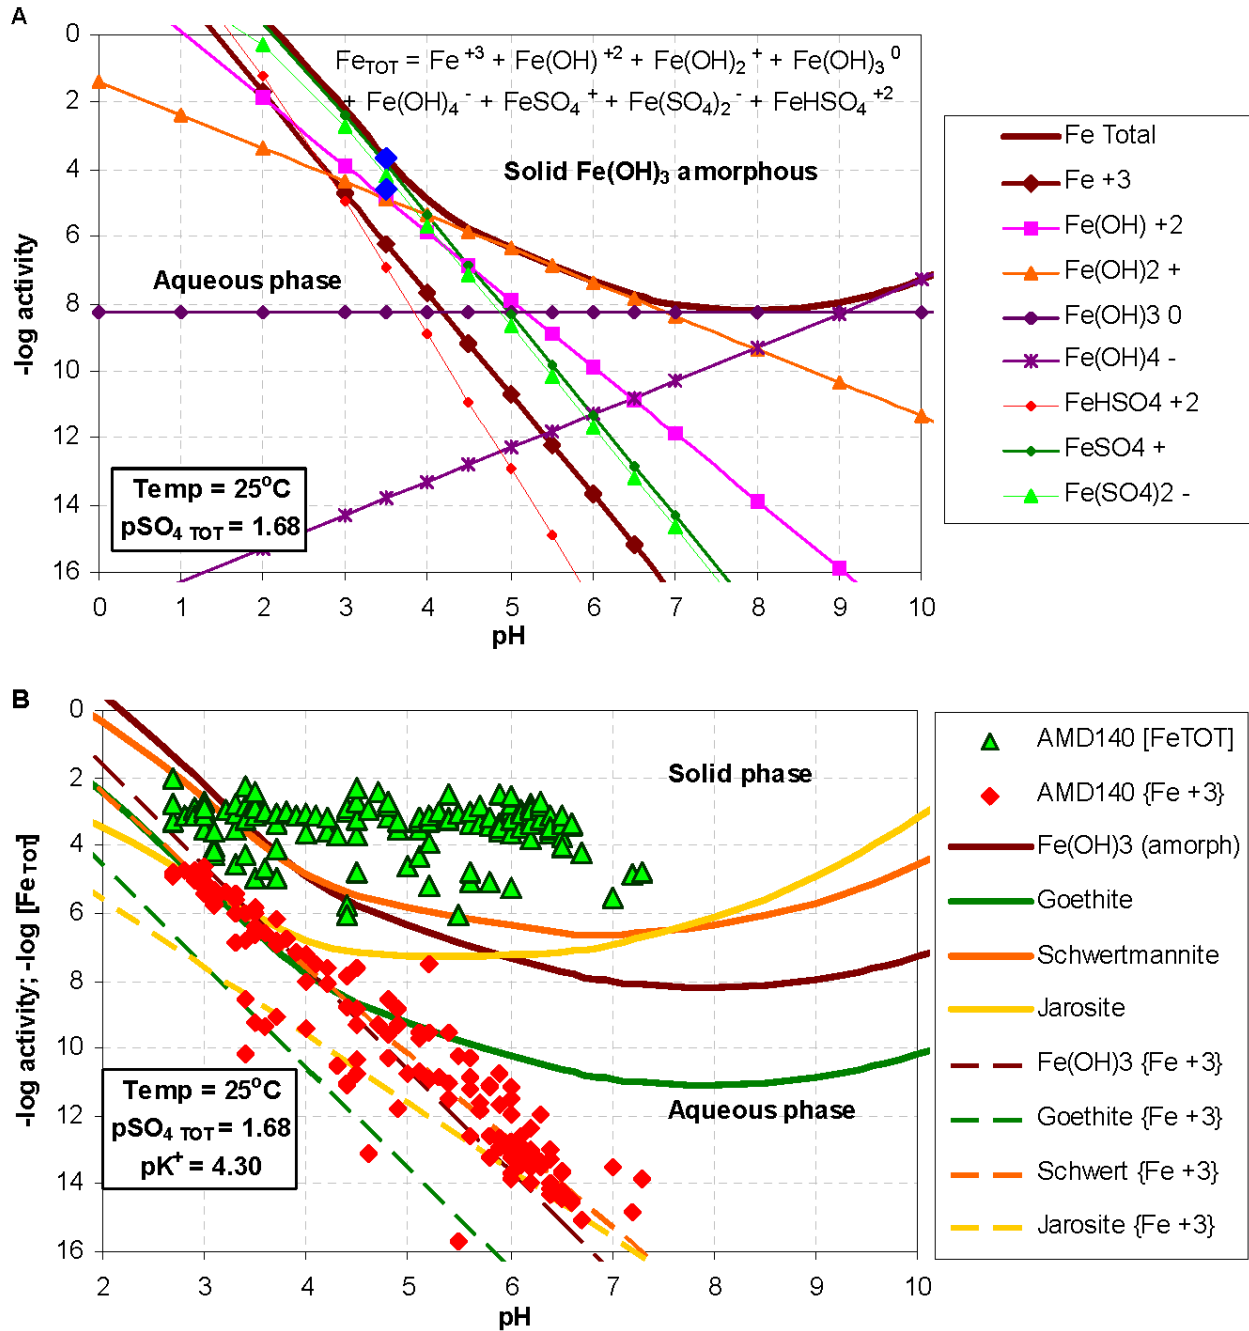 A
0
2
4
6
8
10
12
14
16
-log activity
Fe TOT = Fe +3 + Fe(OH) +2 + Fe(OH)2 + + Fe(OH)3 0
+ Fe(OH)4 - + FeSO4 + + Fe(SO4)2 - + FeHSO4 +2
Solid Fe(OH)3 amorphous
Aqueous phase
Temp = 25oC
pSO4 TOT = 1.68
0 1 2 3 4 5 6 7 8 9 10
pH
Fe Total
Fe +3
Fe(OH) +2
Fe(OH)2 +
Fe(OH)3 0
Fe(OH)4 -
FeHSO4 +2
FeSO4 +
Fe(SO4)2 -
B
0
2
4
6
8
10
12
14
16
-log activity; -log [Fe TOT]
Solid phase
Aqueous phase
Temp = 25oC
pSO4 TOT = 1.68
pK+ = 4.30
2 3 4 5 6 7 8 9 10
pH
AMD140 [FeTOT]
AMD140 {Fe +3}
Fe(OH)3 (amorph)
Goethite
Schwertmannite
Jarosite
Fe(OH)3 {Fe +3}
Goethite {Fe +3}
Schwert {Fe +3}
Jarosite {Fe +3}